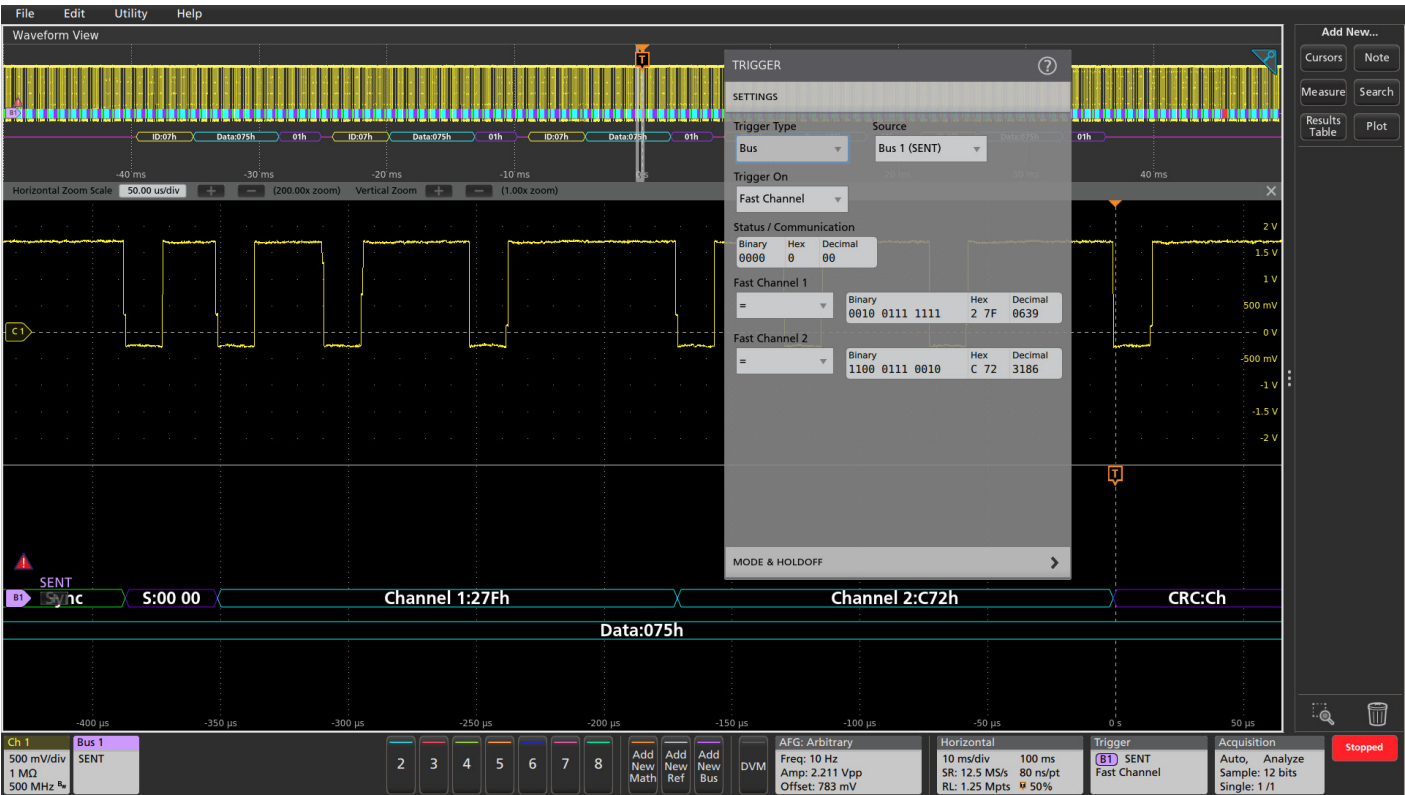 File Edit Utility Help
Waveform View
Add New...
Cursors Note
Measure Search
Results Table Plot
T
TRIGGER ?
SETTINGS
Trigger Type Source
Bus Bus 1 (SENT)
Trigger On
Fast Channel
Status / Communication
Binary Hex Decimal
0000 0 00
Fast Channel 1
= Binary Hex Decimal
0010 0111 1111 2 7F 0639
Fast Channel 2
= Binary Hex Decimal
1100 0111 0010 C 72 3186
MODE & HOLDOFF
B1
ID:07h Data:075h 01h ID:07h Data:075h 01h ID:07h Data:075h 01h Data:075h 01h
-40 ms -30 ms -20 ms -10 ms 0 s 20 ms 30 ms 40 ms
Horizontal Zoom Scale 50.00 us/div + − (200.00x zoom) Vertical Zoom + − (1.00x zoom)
2 V
1.5 V
1 V
500 mV
C1 0 V
-500 mV
-1 V
-1.5 V
-2 V
T
!
SENT
B1 Sync S:00 00 Channel 1:27Fh Channel 2:C72h CRC:Ch
Data:075h
-400 µs -350 µs -300 µs -250 µs -200 µs -150 µs -100 µs -50 µs 0 s 50 µs
Ch 1
500 mV/div
1 MΩ
500 MHz Bw
Bus 1
SENT
2 3 4 5 6 7 8
Add New Math
Add New Ref
Add New Bus
DVM
AFG: Arbitrary
Freq: 10 Hz
Amp: 2.211 Vpp
Offset: 783 mV
Horizontal
10 ms/div 100 ms
SR: 12.5 MS/s 80 ns/pt
RL: 1.25 Mpts 50%
Trigger
B1 SENT
Fast Channel
Acquisition
Auto, Analyze
Sample: 12 bits
Single: 1 /1
Stopped